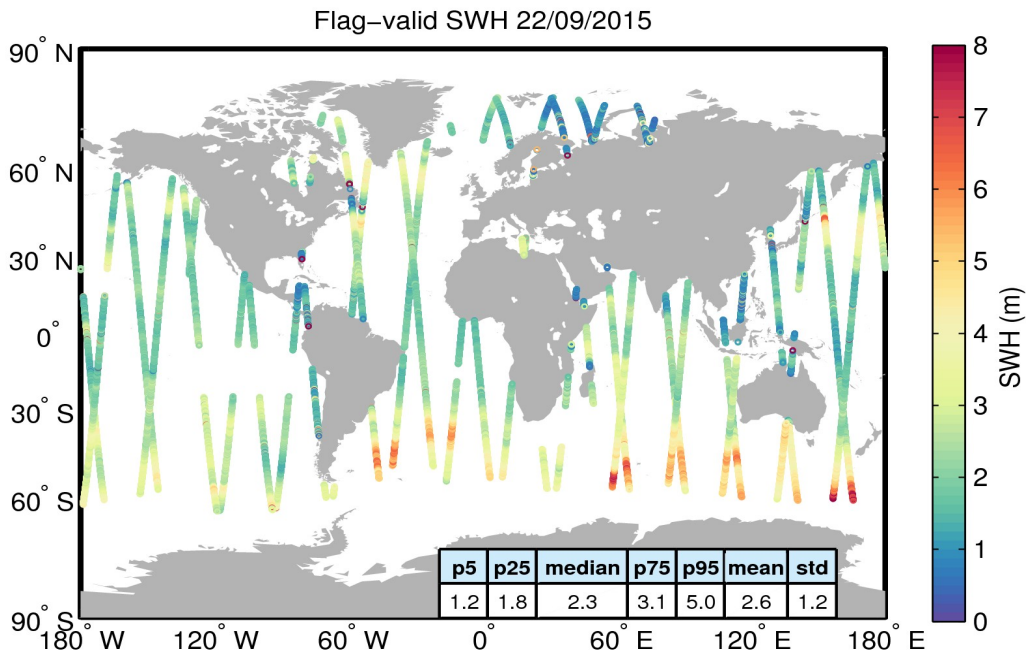 Flag−valid SWH 22/09/2015
90° N
60° N
30° N
0°
30° S
60° S
90° S
180° W
120° W
60° W
0°
60° E
120° E
180° E
p5 p25 median p75 p95 mean std
1.2 1.8 2.3 3.1 5.0 2.6 1.2
8
7
6
5
4
3
2
1
0
SWH (m)